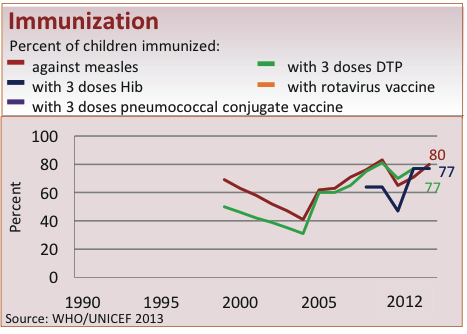 Immunization
Percent of children immunized:
against measles
with 3 doses DTP
with 3 doses Hib
with rotavirus vaccine
with 3 doses pneumococcal conjugate vaccine
100
80
60
40
20
0
Percent
80
77
77
1990 1995 2000 2005 2012
Source: WHO/UNICEF 2013